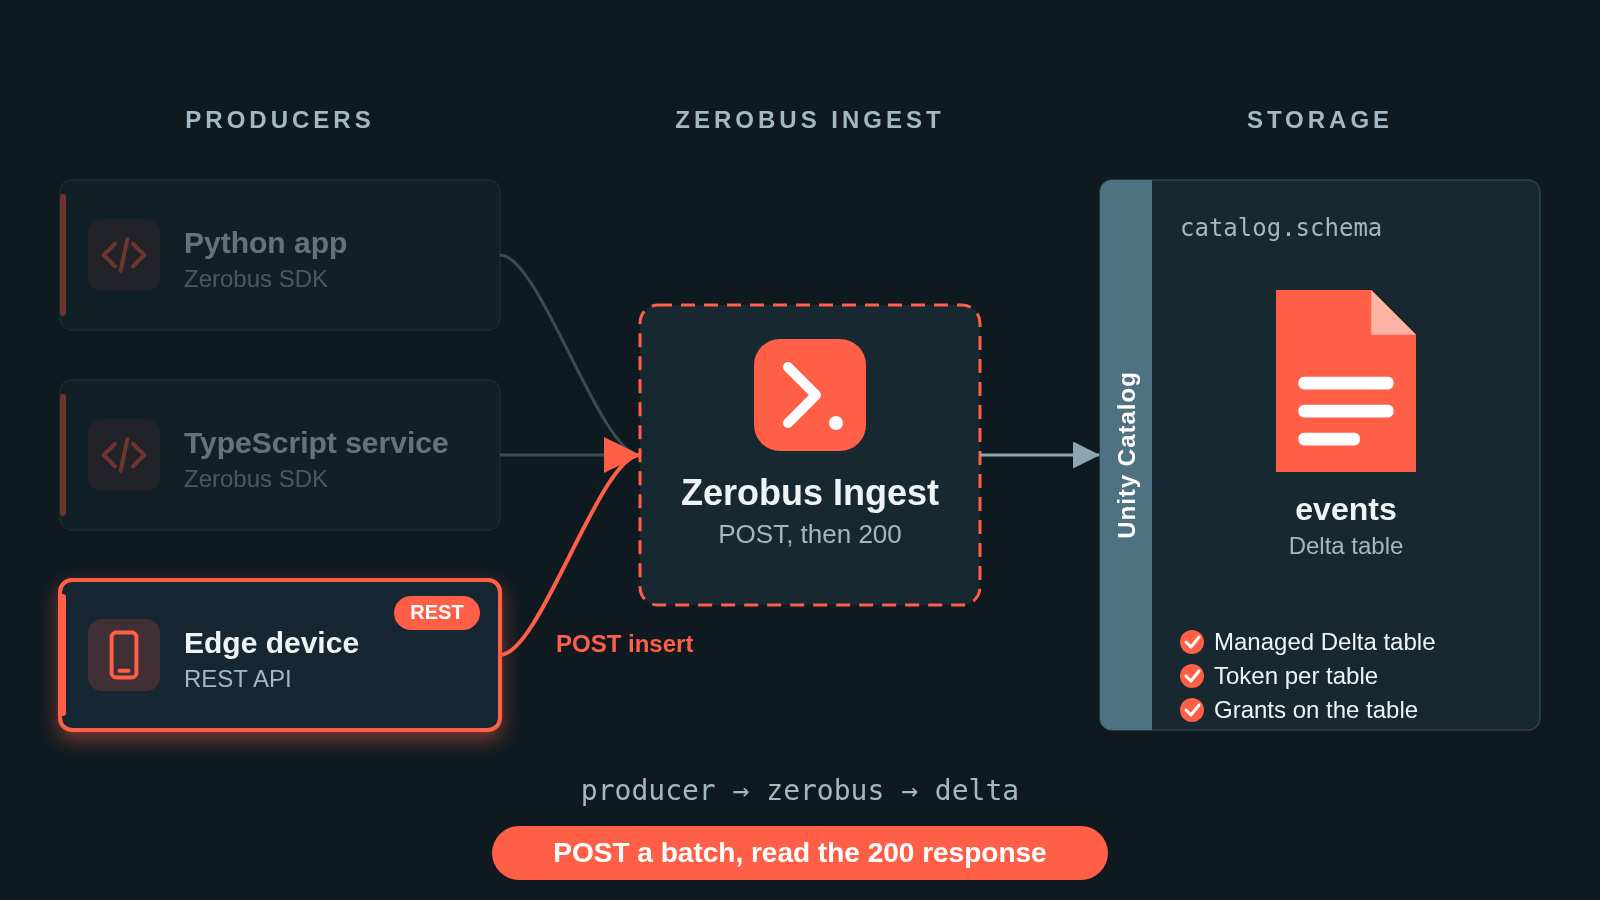 PRODUCERS
ZEROBUS INGEST
STORAGE
Python app
Zerobus SDK
TypeScript service
Zerobus SDK
REST
Edge device
REST API
POST insert
Zerobus Ingest
POST, then 200
Unity Catalog
catalog.schema
events
Delta table
Managed Delta table
Token per table
Grants on the table
producer → zerobus → delta
POST a batch, read the 200 response